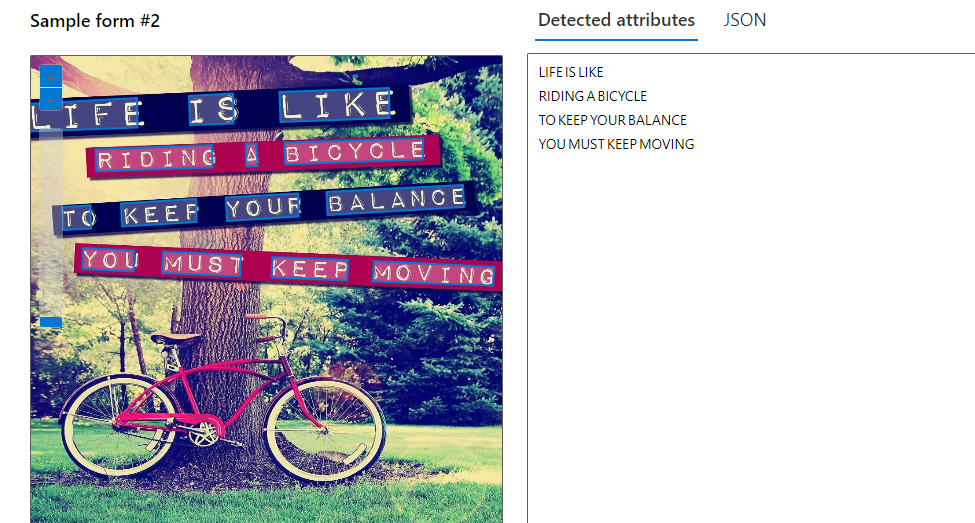 Sample form #2
Detected attributes JSON
LIFE IS LIKE
RIDING A BICYCLE
TO KEEP YOUR BALANCE
YOU MUST KEEP MOVING
LIFE IS LIKE
RIDING A BICYCLE
TO KEEP YOUR BALANCE
YOU MUST KEEP MOVING